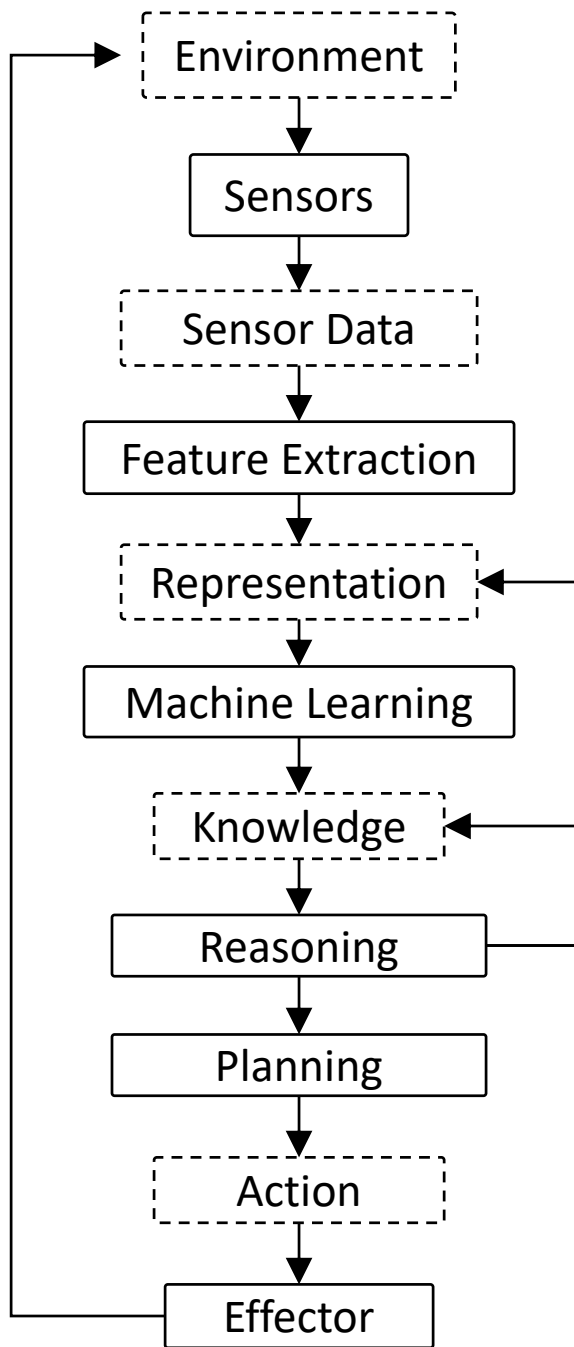 Environment
Sensors
Sensor Data
Feature Extraction
Representation
Machine Learning
Knowledge
Reasoning
Planning
Action
Effector